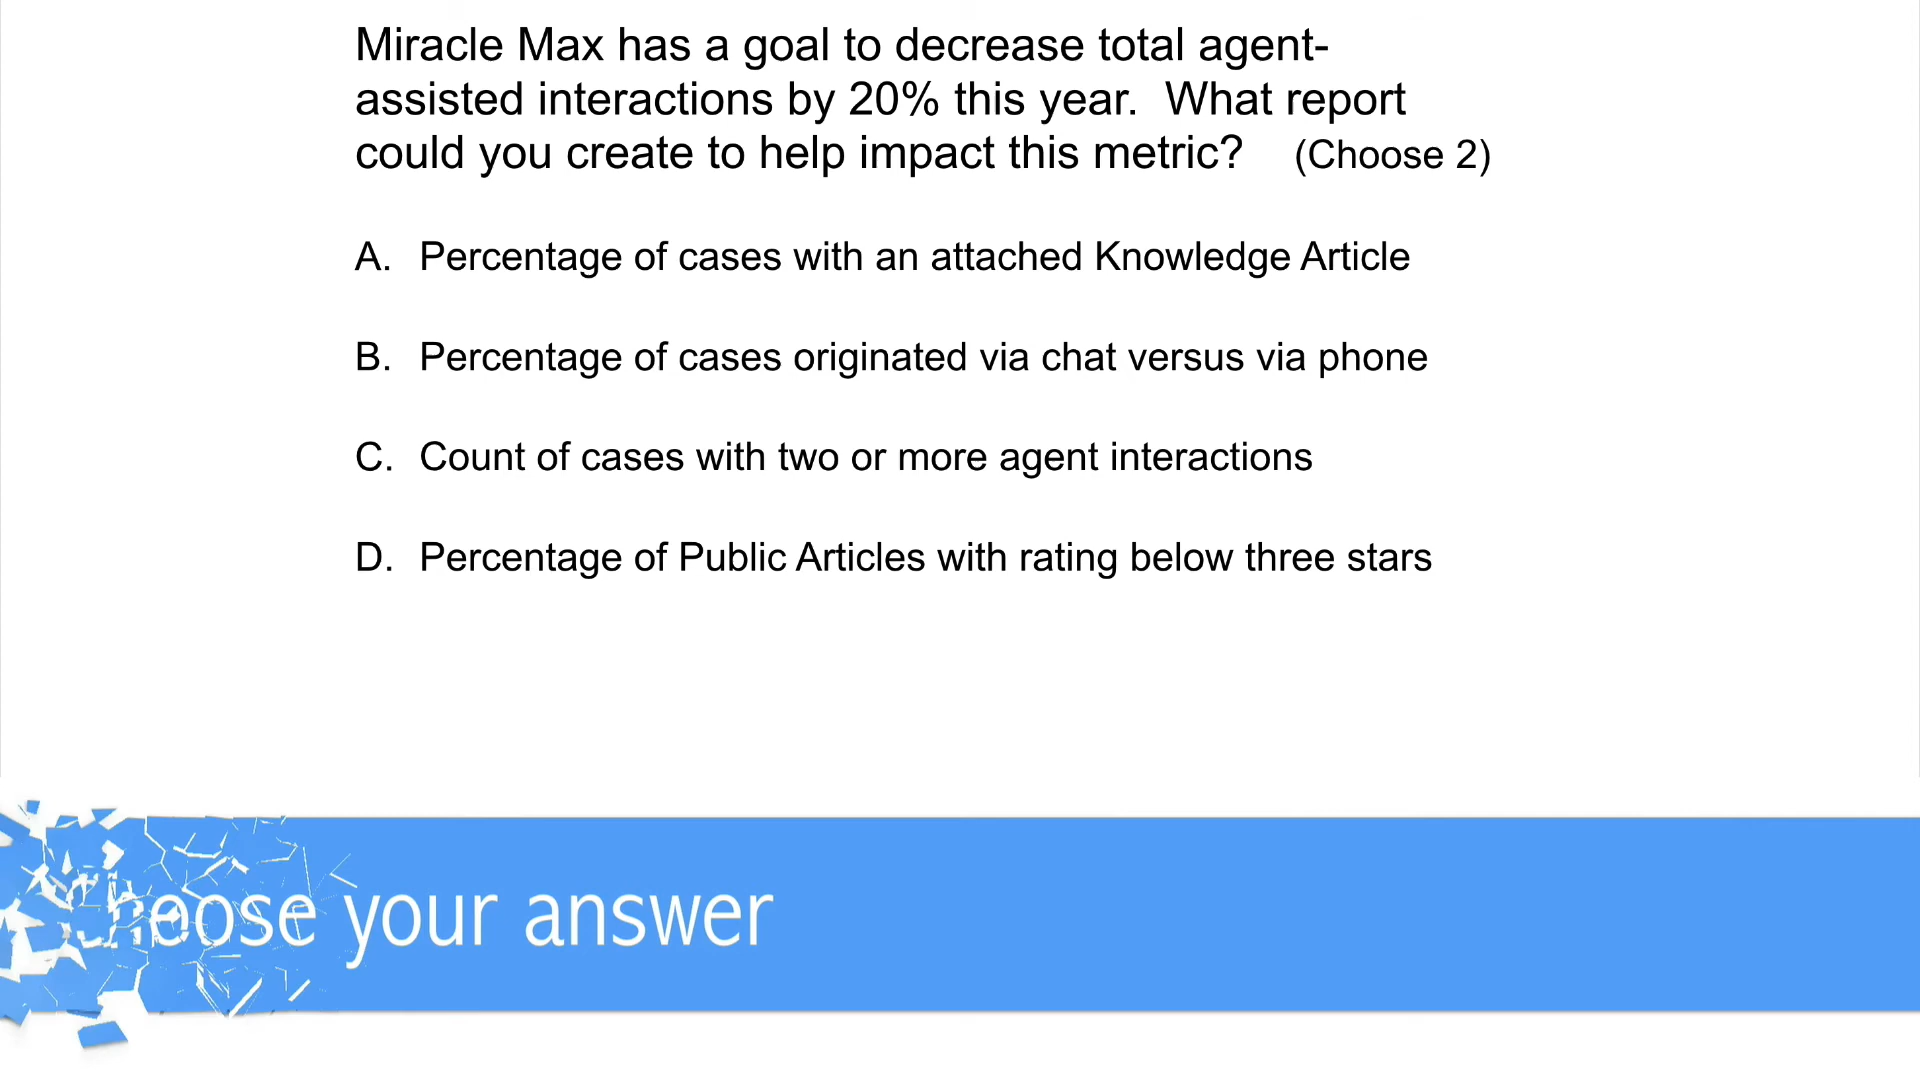 Miracle Max has a goal to decrease total agent-
assisted interactions by 20% this year. What report
could you create to help impact this metric? (Choose 2)
A. Percentage of cases with an attached Knowledge Article
B. Percentage of cases originated via chat versus via phone
C. Count of cases with two or more agent interactions
D. Percentage of Public Articles with rating below three stars
Choose your answer